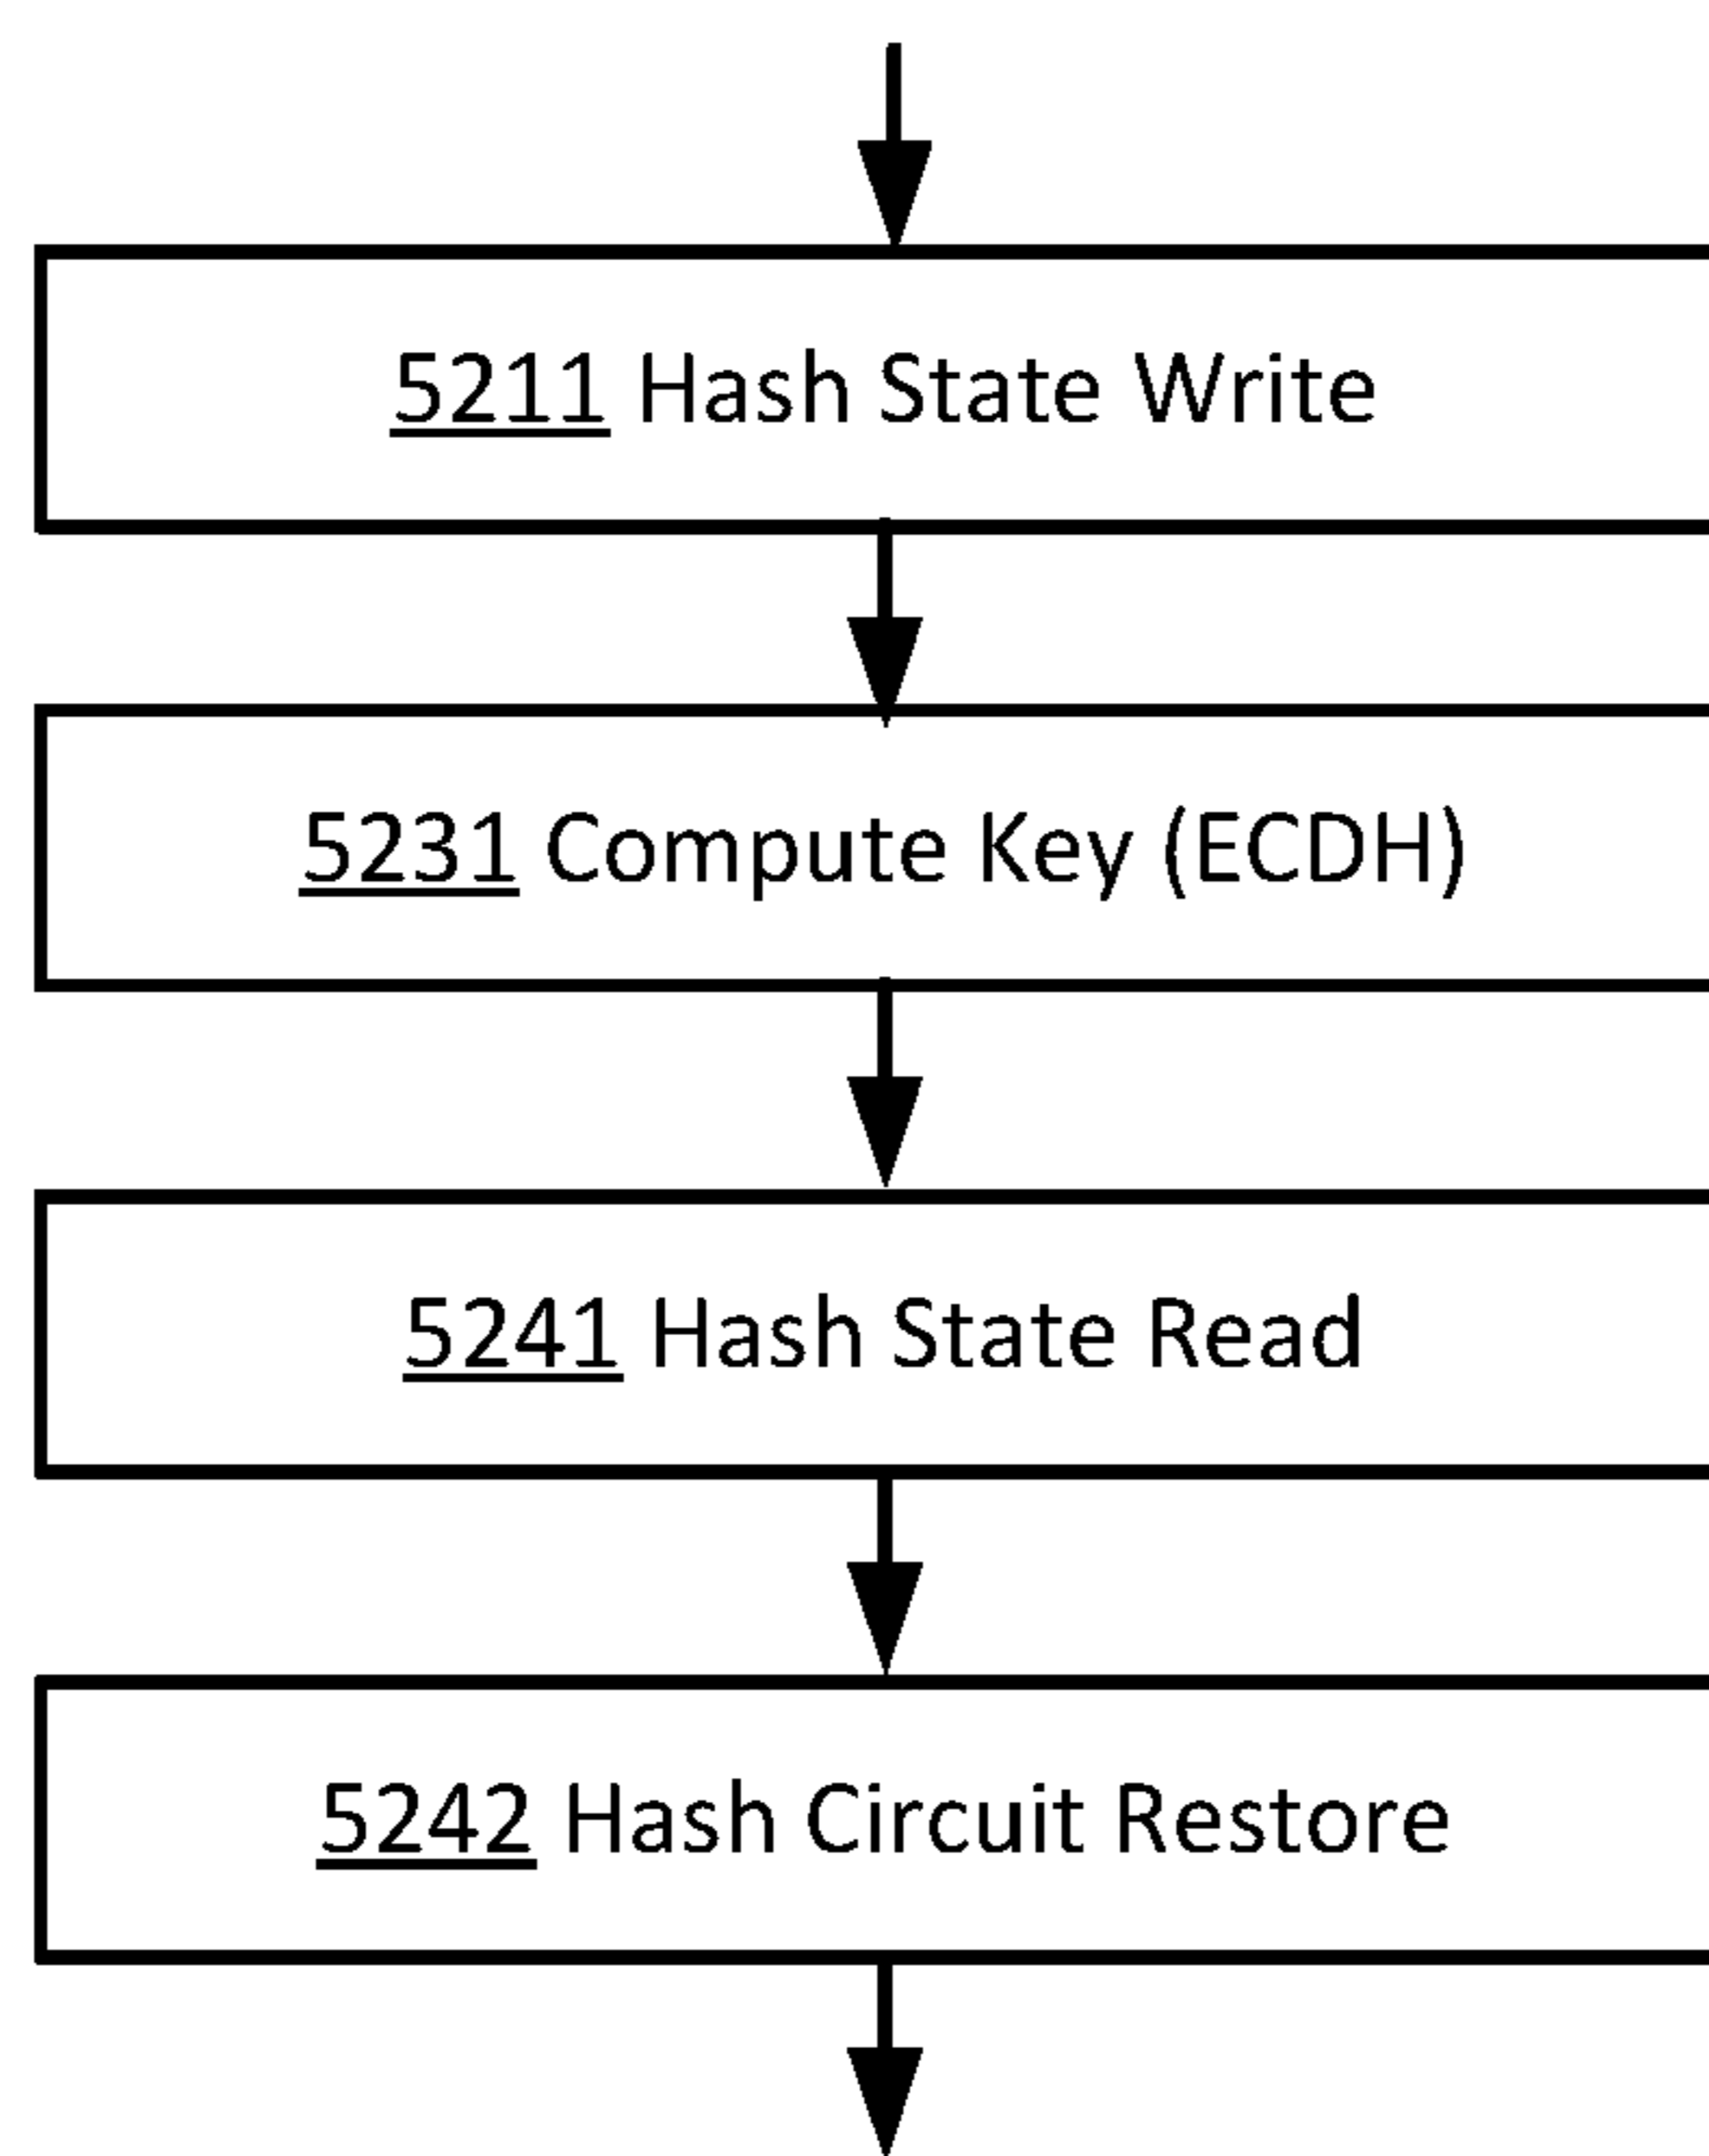 5211 Hash State Write
5231 Compute Key (ECDH)
5241 Hash State Read
5242 Hash Circuit Restore